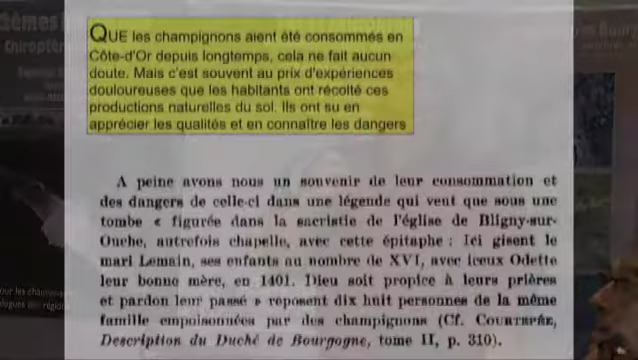 QUE les champignons aient été consommés en
Côte-d'Or depuis longtemps, cela ne fait aucun
doute. Mais c'est souvent au prix d'expériences
douloureuses que les habitants ont récolté ces
productions naturelles du sol. Ils ont su en
apprécier les qualités et en connaître les dangers
A peine avons nous un souvenir de leur consommation et
des dangers de celle-ci dans une légende qui veut que sous une
tombe « figurée dans la sacristie de l'église de Bligny-sur-
Ouche, autrefois chapelle, avec cette épitaphe : Ici gisent le
mari Lemain, ses enfants au nombre de XVI, avec iceux Odette
leur bonne mère, en 1401. Dieu soit propice à leurs prières
et pardon leur passé » reposent dix huit personnes de la même
famille empoisonnées par des champignons (Cf. COURTEPÉE,
Description du Duché de Bourgogne, tome II, p. 310).